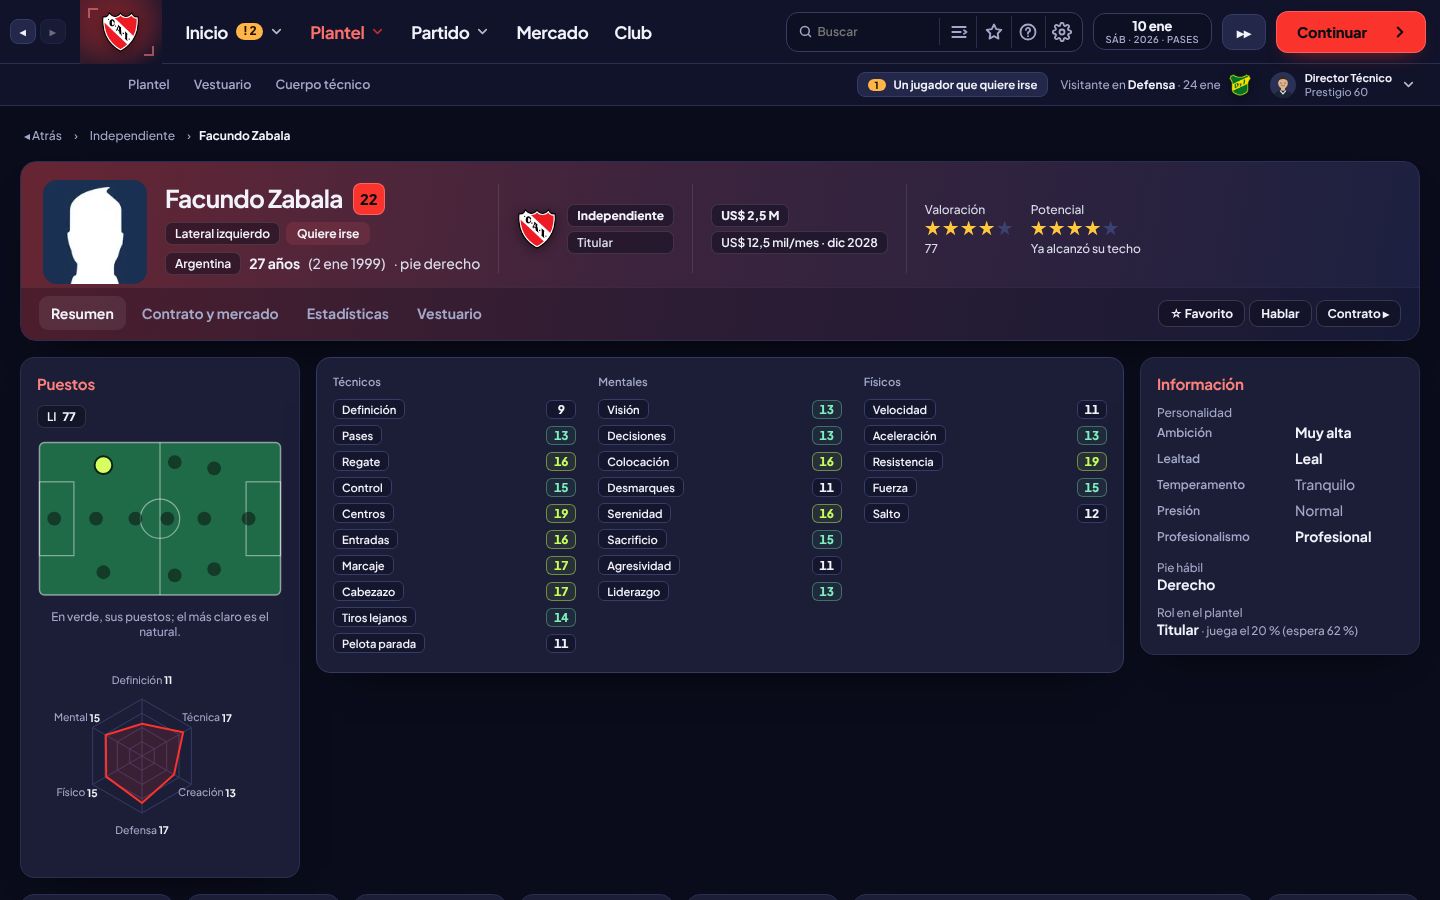 Inicio !2
Plantel
Partido
Mercado
Club
Buscar
10 ene
SÁB · 2026 · PASES
Continuar
Plantel
Vestuario
Cuerpo técnico
1 Un jugador que quiere irse
Visitante en Defensa · 24 ene
Director Técnico
Prestigio 60
Atrás › Independiente › Facundo Zabala
Facundo Zabala 22
Lateral izquierdo
Quiere irse
Argentina 27 años (2 ene 1999) · pie derecho
CAI
Independiente
Titular
US$ 2,5 M
US$ 12,5 mil/mes · dic 2028
Valoración
77
Potencial
Ya alcanzó su techo
Resumen
Contrato y mercado
Estadísticas
Vestuario
☆ Favorito
Hablar
Contrato ▸
Puestos
LI 77
En verde, sus puestos; el más claro es el
natural.
Definición 11
Mental 15
Técnica 17
Físico 15
Creación 13
Defensa 17
Técnicos
Definición 9
Pases 13
Regate 16
Control 15
Centros 19
Entradas 16
Marcaje 17
Cabezazo 17
Tiros lejanos 14
Pelota parada 11
Mentales
Visión 13
Decisiones 13
Colocación 16
Desmarques 11
Serenidad 16
Sacrificio 15
Agresividad 11
Liderazgo 13
Físicos
Velocidad 11
Aceleración 13
Resistencia 19
Fuerza 15
Salto 12
Información
Personalidad
Ambición Muy alta
Lealtad Leal
Temperamento Tranquilo
Presión Normal
Profesionalismo Profesional
Pie hábil
Derecho
Rol en el plantel
Titular · juega el 20 % (espera 62 %)